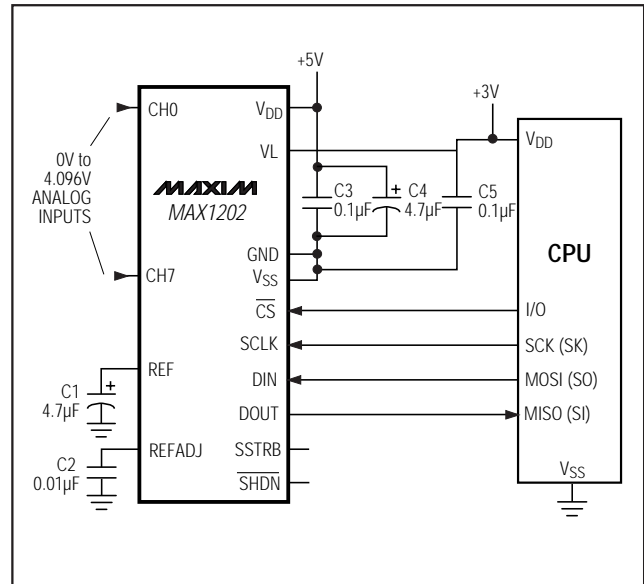 +5V
+3V
CH0
VDD
VDD
VL
0V to
4.096V
ANALOG
INPUTS
MAXIM
MAX1202
C3
0.1µF
+
C4
4.7µF
C5
0.1µF
CPU
GND
VSS
CH7
CS
I/O
SCLK
SCK (SK)
REF
DIN
MOSI (SO)
C1
+
4.7µF
DOUT
MISO (SI)
REFADJ
SSTRB
C2
0.01µF
SHDN
VSS